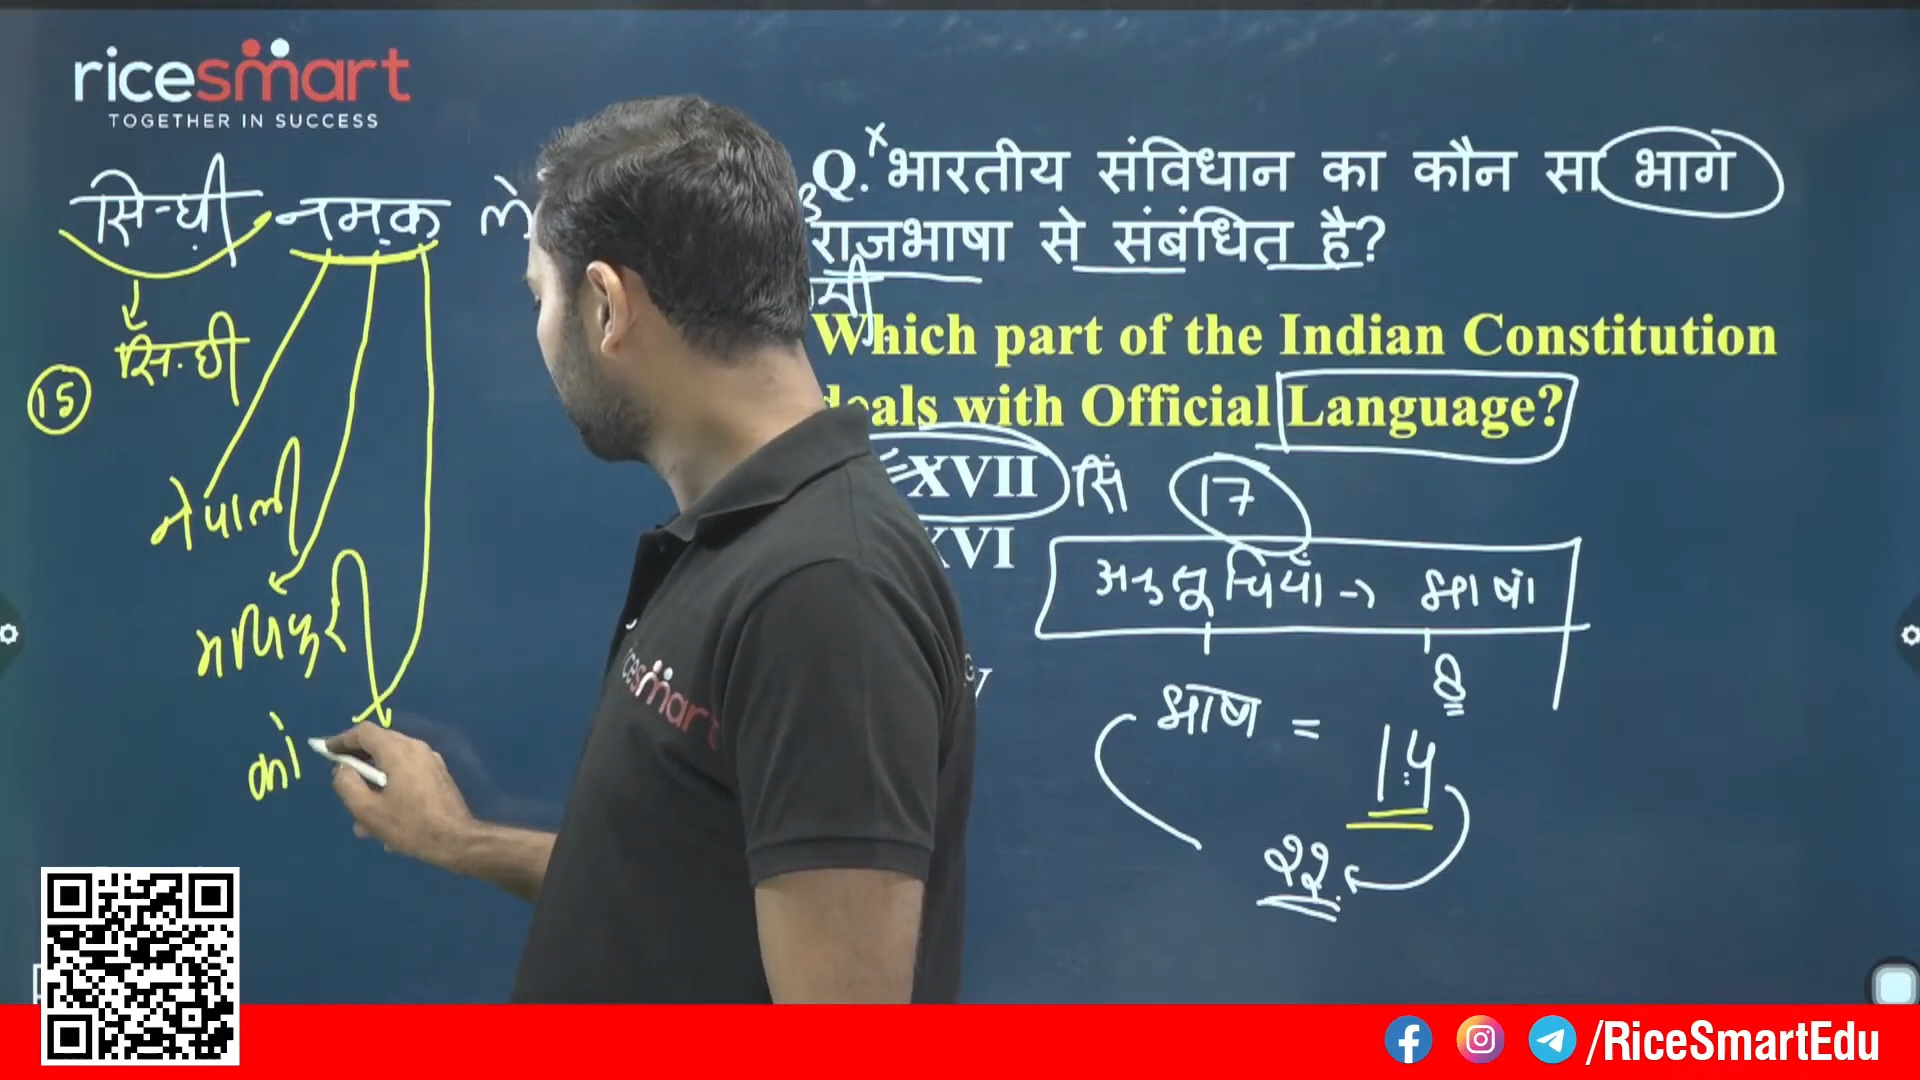 ricesmart
TOGETHER IN SUCCESS
सिन्धी नमक ले
सिंधी
15
नेपाली
मणिपुरी
कों
Q. भारतीय संविधान का कौन सा भाग
राजभाषा से संबंधित है?
Which part of the Indian Constitution
deals with Official Language?
XVII सिं 17
XVI
अनुसूचियाँ → भाषा
8
भाषा = 14
22
ricesmart
/RiceSmartEdu